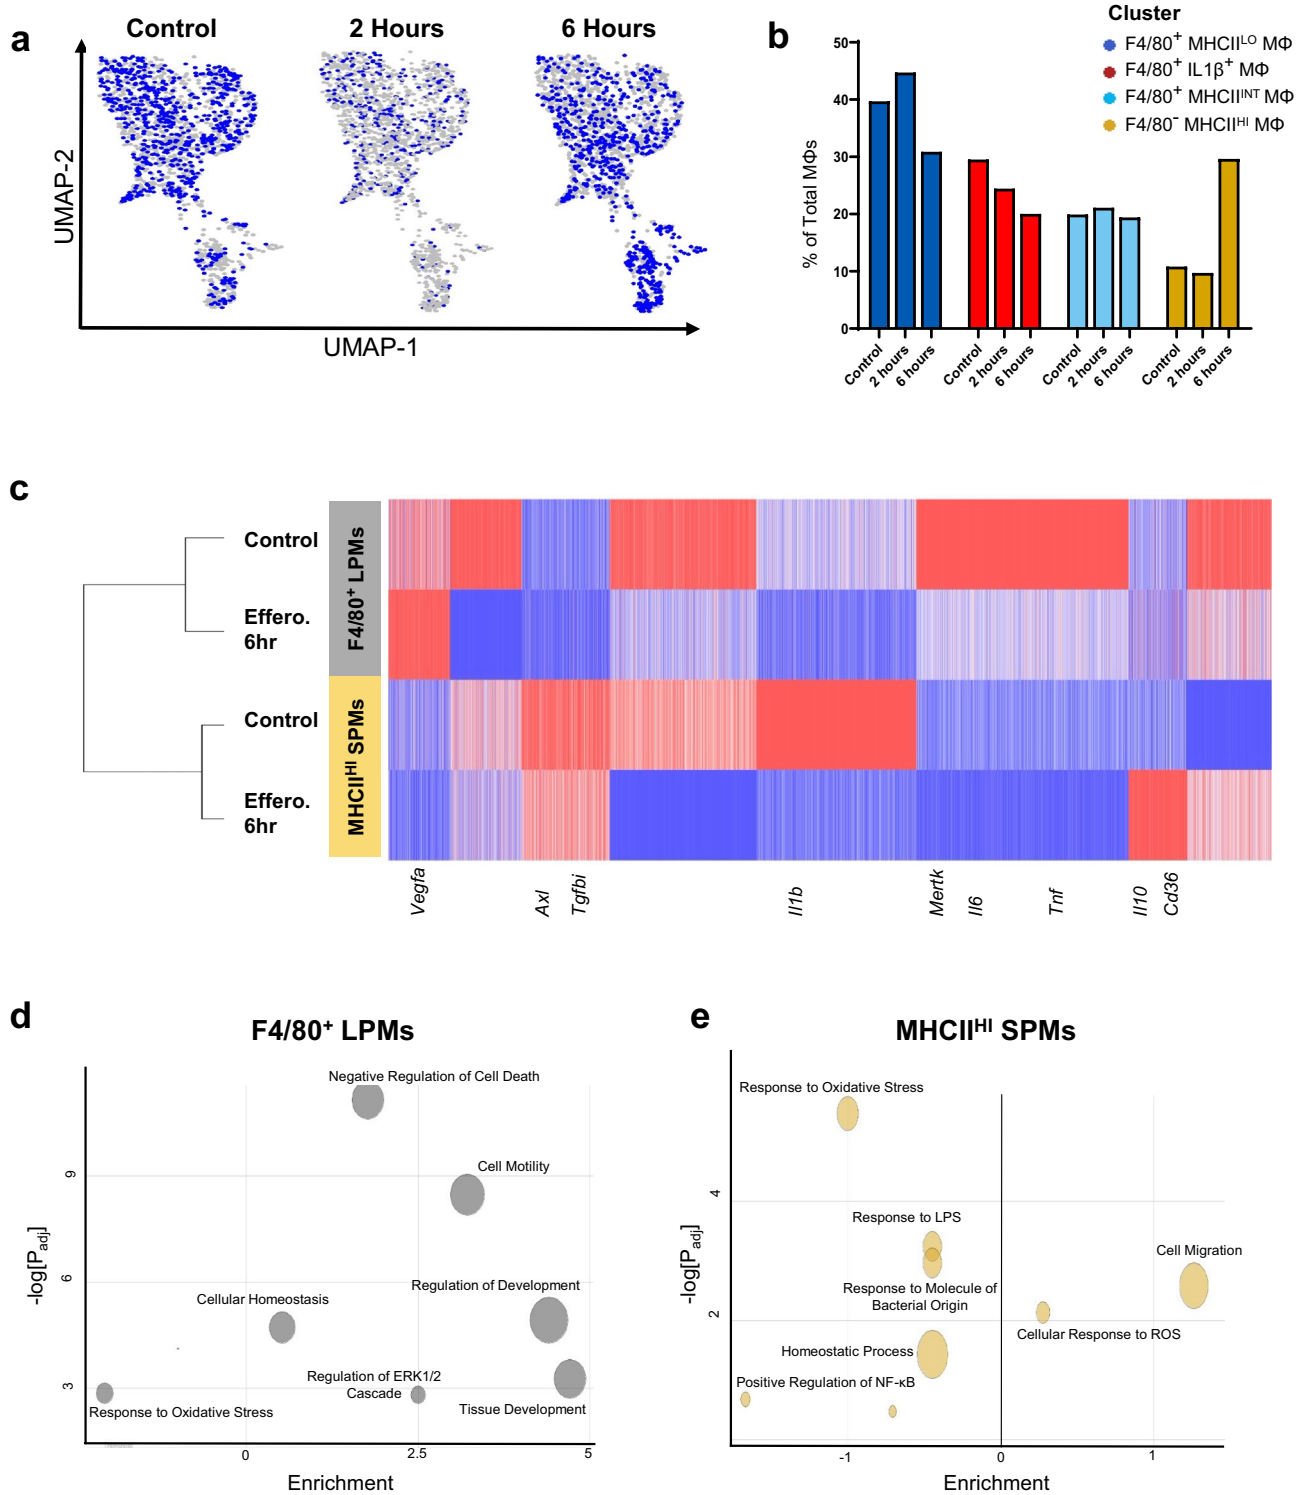 a
Control
2 Hours
6 Hours
UMAP-2
UMAP-1
b
Cluster
F4/80+ MHCIILO MΦ
F4/80+ IL1β+ MΦ
F4/80+ MHCIIINT MΦ
F4/80- MHCIIHI MΦ
% of Total MΦs
50
40
30
20
10
0
Control
2 hours
6 hours
Control
2 hours
6 hours
Control
2 hours
6 hours
Control
2 hours
6 hours
c
Control
Effero.
6hr
Control
Effero.
6hr
F4/80+ LPMs
MHCIIHI SPMs
Vegfa
Axl
Tgfbi
Il1b
Mertk
Il6
Tnf
Il10
Cd36
d
F4/80+ LPMs
Negative Regulation of Cell Death
Cell Motility
Regulation of Development
Cellular Homeostasis
Regulation of ERK1/2
Cascade
Response to Oxidative Stress
Tissue Development
-log[Padj]
9
6
3
0
2.5
5
Enrichment
e
MHCIIHI SPMs
Response to Oxidative Stress
Response to LPS
Cell Migration
Response to Molecule of
Bacterial Origin
Cellular Response to ROS
Homeostatic Process
Positive Regulation of NF-κB
-log[Padj]
4
2
-1
0
1
Enrichment